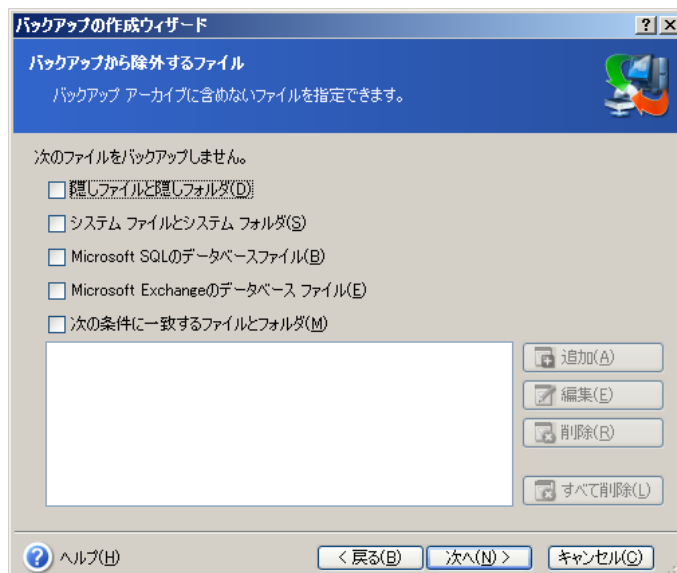 バックアップの作成ウィザード
バックアップから除外するファイル
バックアップ アーカイブに含めないファイルを指定できます。
次のファイルをバックアップしません。
隠しファイルと隠しフォルダ(D)
システム ファイルとシステム フォルダ(S)
Microsoft SQLのデータベースファイル(B)
Microsoft Exchangeのデータベース ファイル(E)
次の条件に一致するファイルとフォルダ(M)
追加(A)
編集(E)
削除(R)
すべて削除(L)
ヘルプ(H)
< 戻る(B)
次へ(N) >
キャンセル(C)